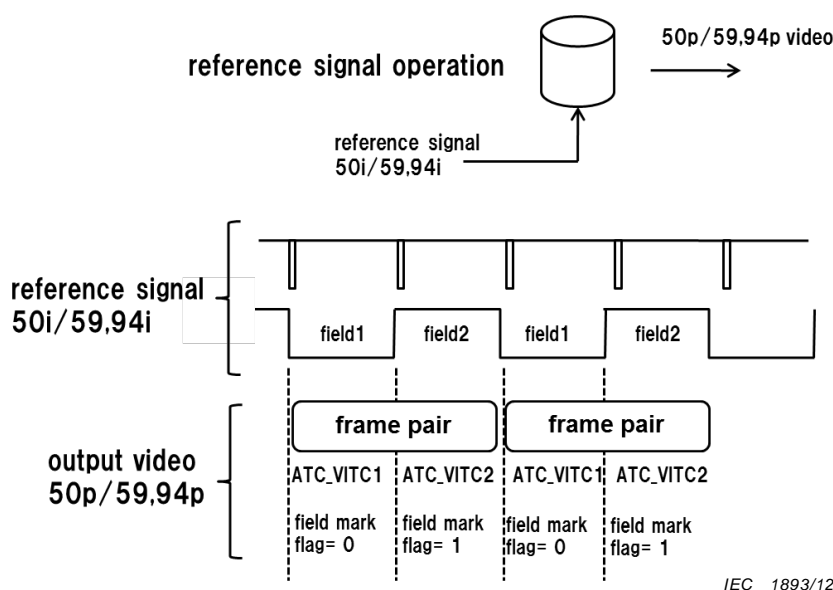 50p/59,94p video
reference signal operation
reference signal
50i/59,94i
reference signal
50i/59,94i
field1 field2 field1 field2
frame pair frame pair
output video
50p/59,94p
ATC_VITC1 ATC_VITC2 ATC_VITC1 ATC_VITC2
field mark field mark field mark field mark
flag= 0 flag= 1 flag= 0 flag= 1
IEC 1893/12